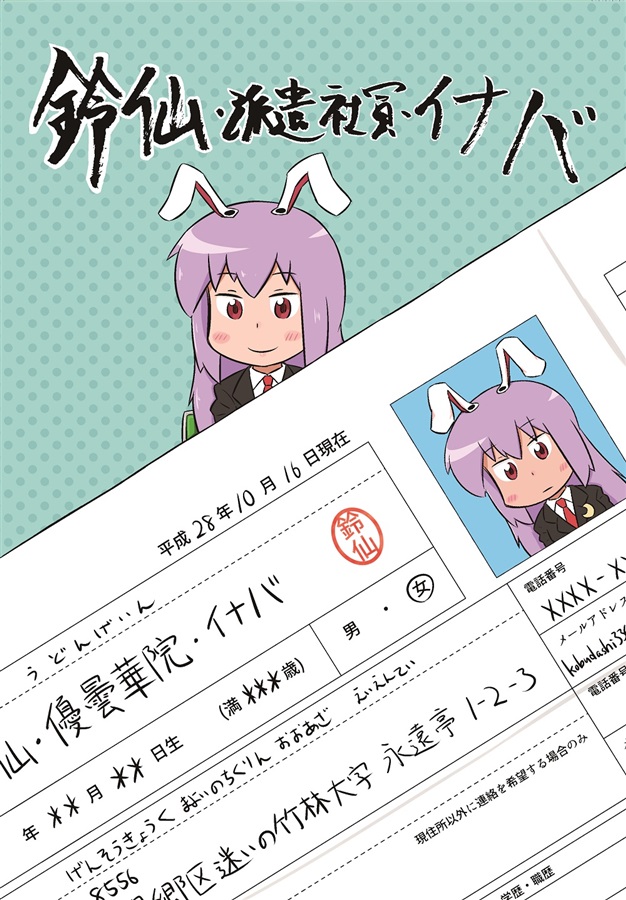 鈴仙・派遣社員・イナバ
平成28年10月16日現在
鈴仙
うどんげいん
仙・優曇華院・イナバ
年**月**日生 (満***歳) 男・女
げんそうきょうく まよいのちくりん おおあざ えいえんてい
8556
郷区迷いの竹林大字 永遠亭 1-2-3
電話番号
XXXX-X
メールアドレス
電話番号
現住所以外に連絡を希望する場合のみ
学歴・職歴